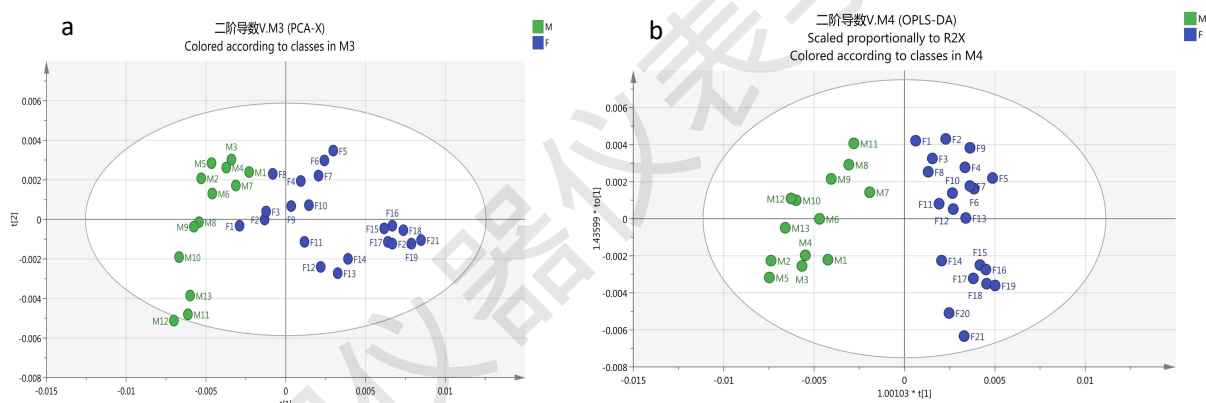 a
二阶导数V.M3 (PCA-X)
Colored according to classes in M3
M
F
0.006
0.004
0.002
0
-0.002
-0.004
-0.006
-0.008
t[2]
-0.015
-0.01
-0.005
0
0.005
0.01
t[1]
M3
M5
M4
M1
M2
M7
M6
M8
M9
M10
M13
M11
M12
F5
F6
F7
F8
F4
F3
F9
F10
F2
F1
F11
F16
F15
F18
F17
F20
F21
F19
F14
F12
F13
b
二阶导数V.M4 (OPLS-DA)
Scaled proportionally to R2X
Colored according to classes in M4
M
F
0.006
0.004
0.002
0
-0.002
-0.004
-0.006
-0.008
1.43599 * to[1]
-0.015
-0.01
-0.005
0
0.005
0.01
1.00103 * t[1]
M11
M8
M9
M7
M12
M10
M6
M13
M4
M2
M1
M5
M3
F1
F2
F9
F3
F4
F8
F5
F10
F7
F6
F11
F12
F13
F14
F15
F16
F17
F18
F19
F20
F21
仪器仪表学